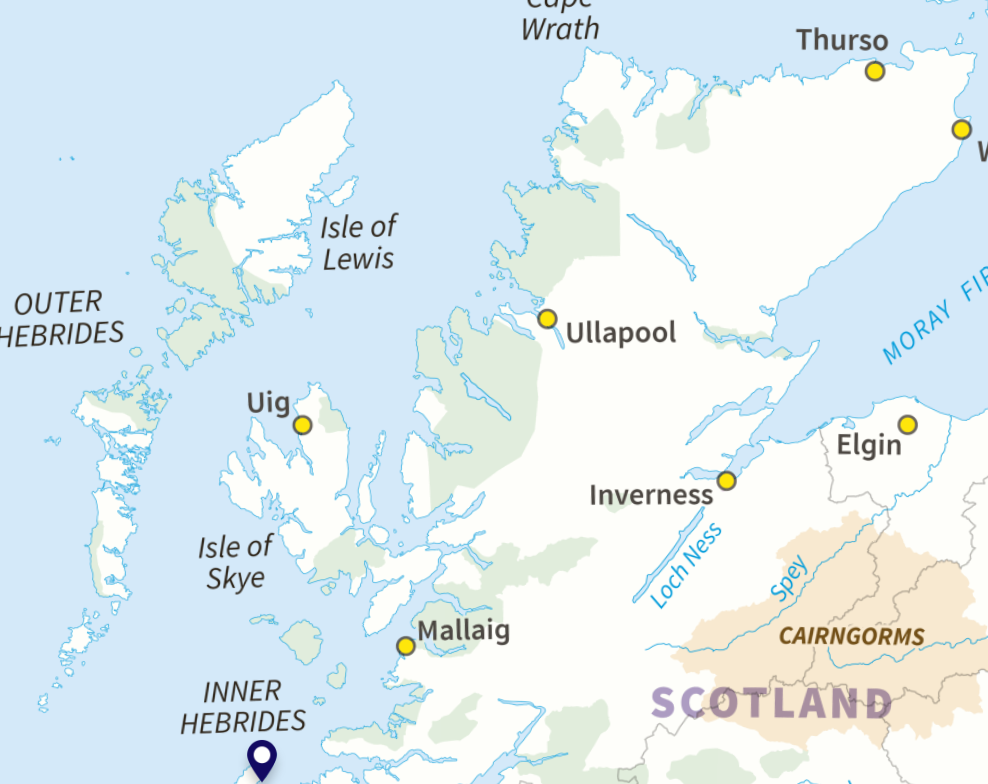 Cape
Wrath
Thurso
W
Isle of
Lewis
OUTER
HEBRIDES
MORAY FIR
Ullapool
Uig
Elgin
Inverness
Isle of
Skye
Loch Ness
Spey
Mallaig
CAIRNGORMS
INNER
HEBRIDES
SCOTLAND